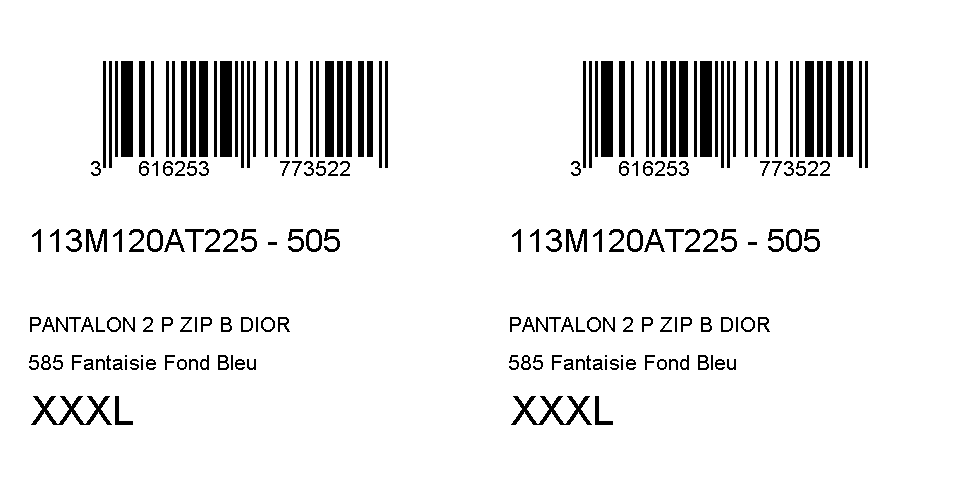 3 616253 773522
113M120AT225 - 505
PANTALON 2 P ZIP B DIOR
585 Fantaisie Fond Bleu
XXXL
3 616253 773522
113M120AT225 - 505
PANTALON 2 P ZIP B DIOR
585 Fantaisie Fond Bleu
XXXL